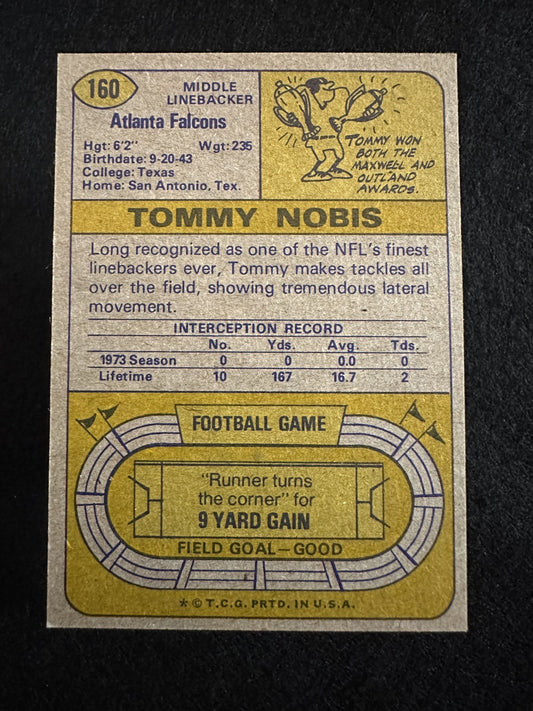 160
MIDDLE
LINEBACKER
Atlanta Falcons
Hgt: 6'2" Wgt: 235
Birthdate: 9-20-43
College: Texas
Home: San Antonio, Tex.
TOMMY WON
BOTH THE
MAXWELL AND
OUTLAND
AWARDS.
TOMMY NOBIS
Long recognized as one of the NFL's finest
linebackers ever, Tommy makes tackles all
over the field, showing tremendous lateral
movement.
INTERCEPTION RECORD
No. Yds. Avg. Tds.
1973 Season 0 0 0.0 0
Lifetime 10 167 16.7 2
FOOTBALL GAME
"Runner turns
the corner" for
9 YARD GAIN
FIELD GOAL—GOOD
* © T.C.G. PRTD. IN U.S.A.